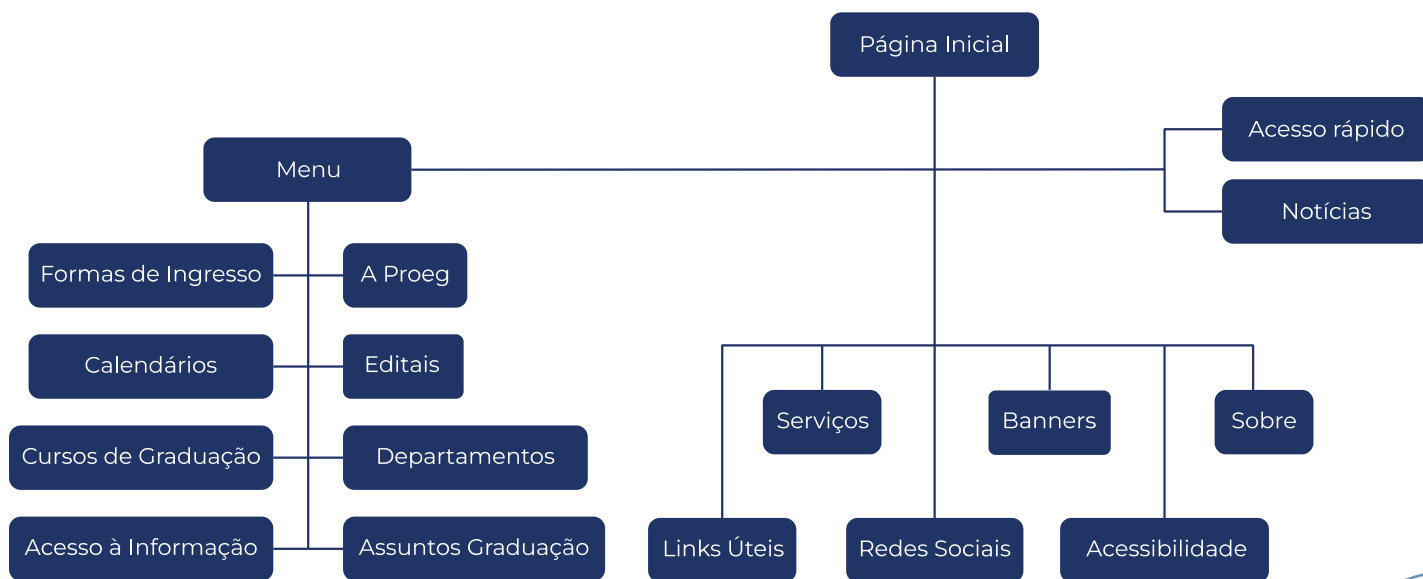 Página Inicial
Acesso rápido
Menu
Notícias
Formas de Ingresso
A Proeg
Calendários
Editais
Cursos de Graduação
Departamentos
Acesso à Informação
Assuntos Graduação
Serviços
Banners
Sobre
Links Úteis
Redes Sociais
Acessibilidade